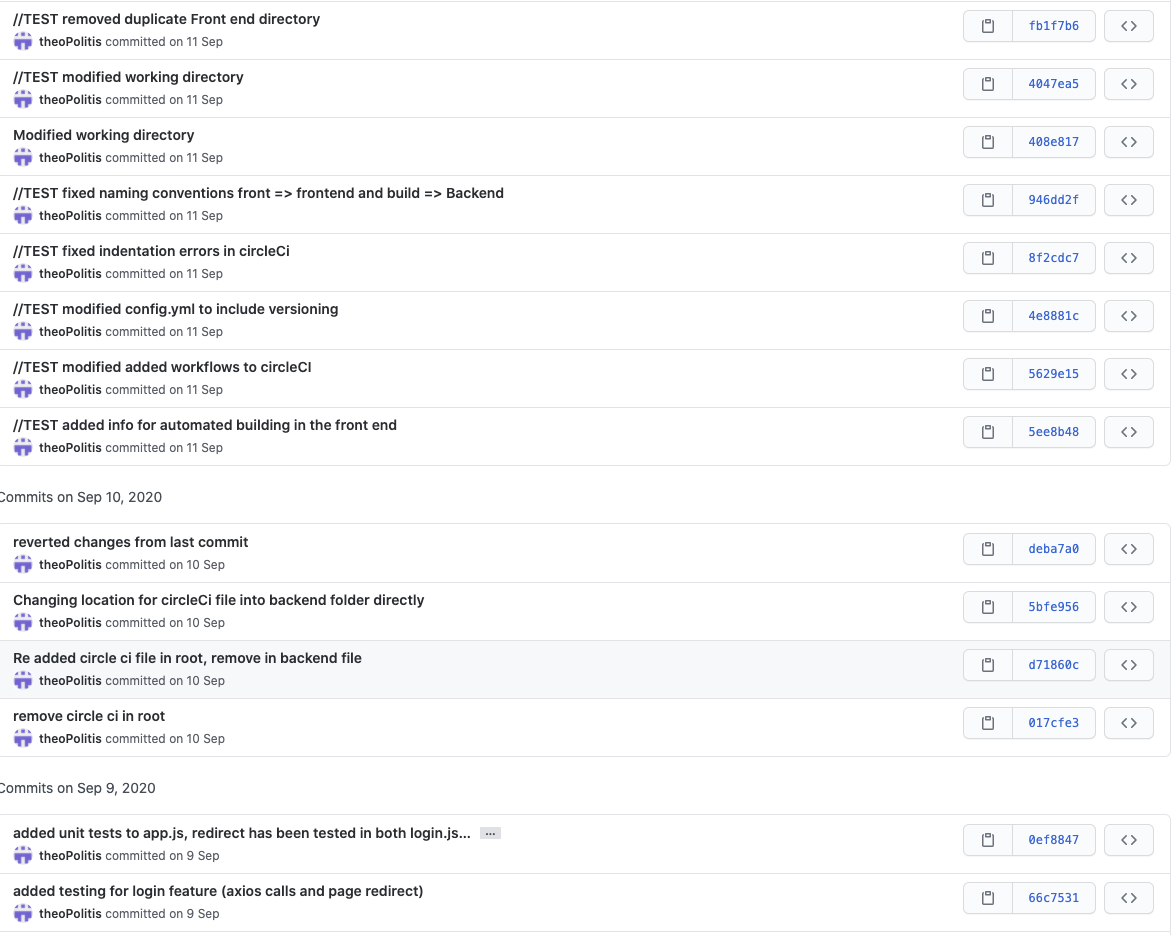 //TEST removed duplicate Front end directory
theoPolitis committed on 11 Sep
fb1f7b6
//TEST modified working directory
theoPolitis committed on 11 Sep
4047ea5
Modified working directory
theoPolitis committed on 11 Sep
408e817
//TEST fixed naming conventions front => frontend and build => Backend
theoPolitis committed on 11 Sep
946dd2f
//TEST fixed indentation errors in circleCi
theoPolitis committed on 11 Sep
8f2cdc7
//TEST modified config.yml to include versioning
theoPolitis committed on 11 Sep
4e8881c
//TEST modified added workflows to circleCI
theoPolitis committed on 11 Sep
5629e15
//TEST added info for automated building in the front end
theoPolitis committed on 11 Sep
5ee8b48
Commits on Sep 10, 2020
reverted changes from last commit
theoPolitis committed on 10 Sep
deba7a0
Changing location for circleCi file into backend folder directly
theoPolitis committed on 10 Sep
5bfe956
Re added circle ci file in root, remove in backend file
theoPolitis committed on 10 Sep
d71860c
remove circle ci in root
theoPolitis committed on 10 Sep
017cfe3
Commits on Sep 9, 2020
added unit tests to app.js, redirect has been tested in both login.js... …
theoPolitis committed on 9 Sep
0ef8847
added testing for login feature (axios calls and page redirect)
theoPolitis committed on 9 Sep
66c7531